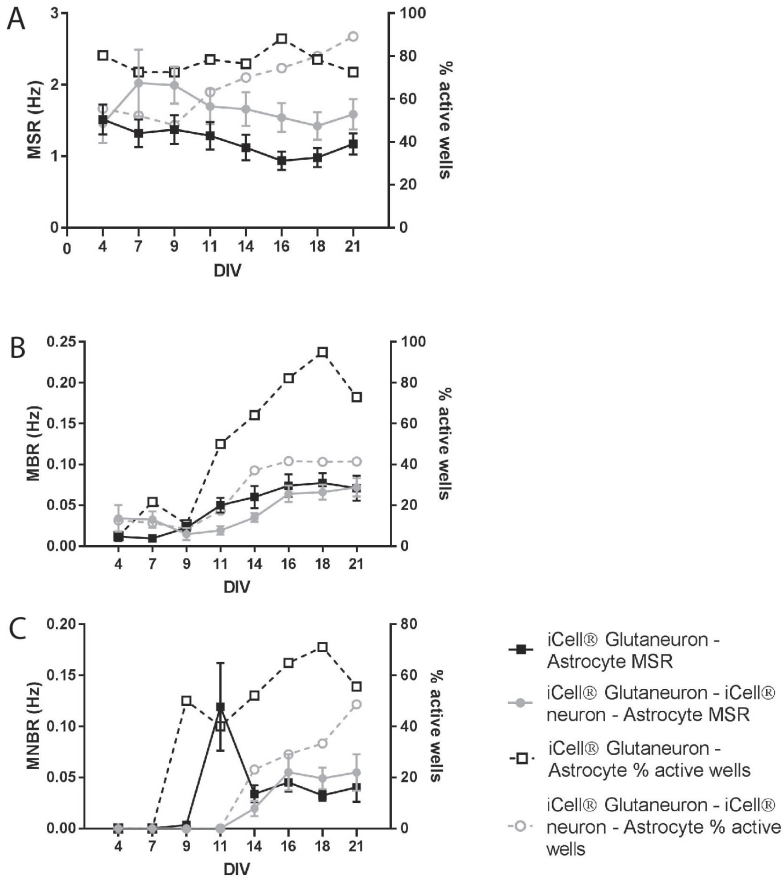 A
3
2
1
0
MSR (Hz)
100
80
60
40
20
0
% active wells
0 4 7 9 11 14 16 18 21
DIV
B
0.25
0.20
0.15
0.10
0.05
0.00
MBR (Hz)
100
80
60
40
20
0
% active wells
4 7 9 11 14 16 18 21
DIV
C
0.20
0.15
0.10
0.05
0.00
MNBR (Hz)
80
60
40
20
0
% active wells
4 7 9 11 14 16 18 21
DIV
iCell® Glutaneuron -
Astrocyte MSR
iCell® Glutaneuron - iCell®
neuron - Astrocyte MSR
iCell® Glutaneuron -
Astrocyte % active wells
iCell® Glutaneuron - iCell®
neuron - Astrocyte % active
wells